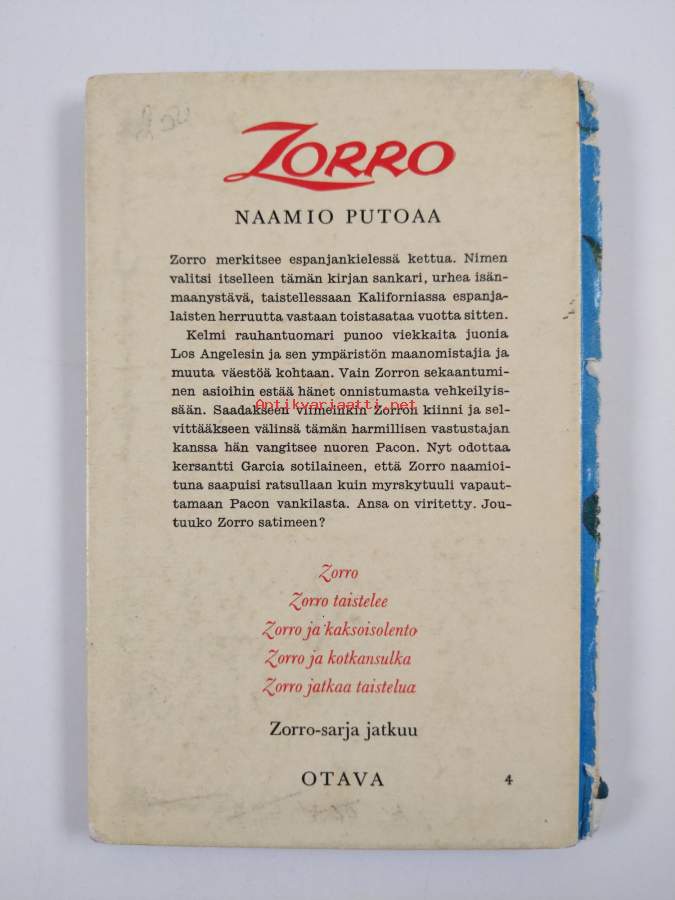 ZORRO
NAAMIO PUTOAA
Zorro merkitsee espanjankielessä kettua. Nimen
valitsi itselleen tämän kirjan sankari, urhea isän-
maanystävä, taistellessaan Kaliforniassa espanja-
laisten herruutta vastaan toistasataa vuotta sitten.
Kelmi rauhantuomari punoo viekkaita juonia
Los Angelesin ja sen ympäristön maanomistajia ja
muuta väestöä kohtaan. Vain Zorron sekaantumi-
nen asioihin estää hänet onnistumasta vehkeilyis-
sään. Saadakseen viimeinkin Zorron kiinni ja sel-
Antikvariaatti.net
vittääkseen välinsä tämän harmillisen vastustajan
kanssa hän vangitsee nuoren Pacon. Nyt odottaa
kersantti Garcia sotilaineen, että Zorro naamioi-
tuna saapuisi ratsullaan kuin myrskytuuli vapaut-
tamaan Pacon vankilasta. Ansa on viritetty. Jou-
tuuko Zorro satimeen?
Zorro
Zorro taistelee
Zorro ja kaksoisolento
Zorro ja kotkansulka
Zorro jatkaa taistelua
Zorro-sarja jatkuu
OTAVA 4